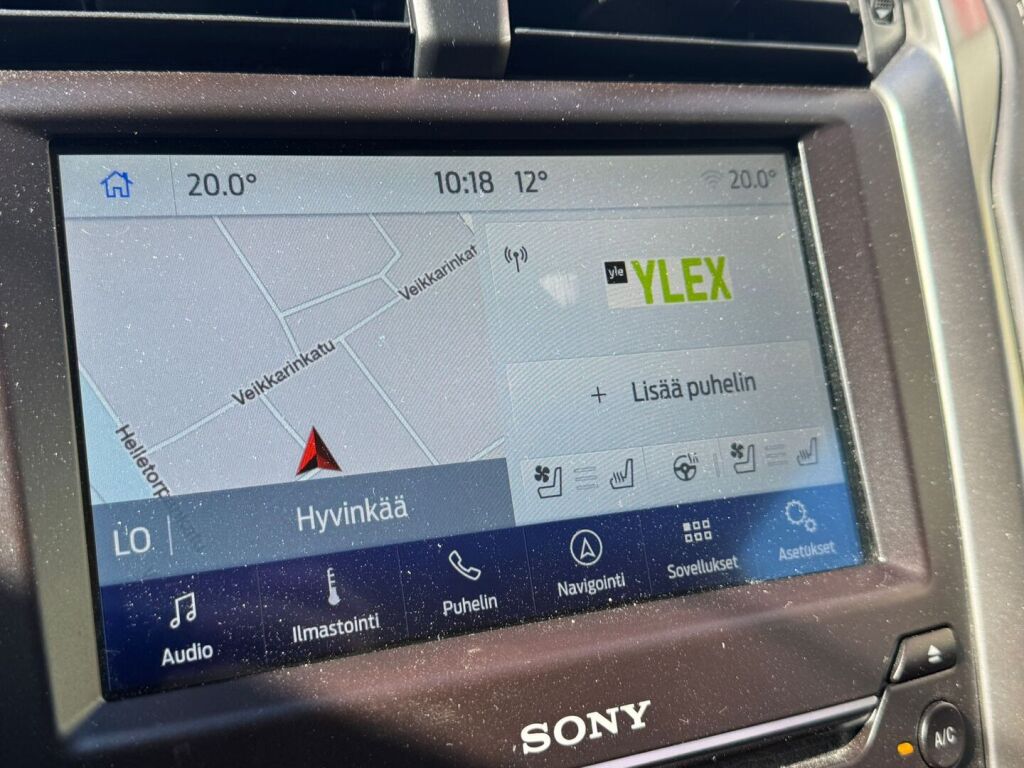 20.0°
10:18 12°
20.0°
Veikkarinkat
yle YLEX
Veikkarinkatu
+ Lisää puhelin
Helletorp
LO
Hyvinkää
Audio
Ilmastointi
Puhelin
Navigointi
Sovellukset
Asetukset
SONY
A/C